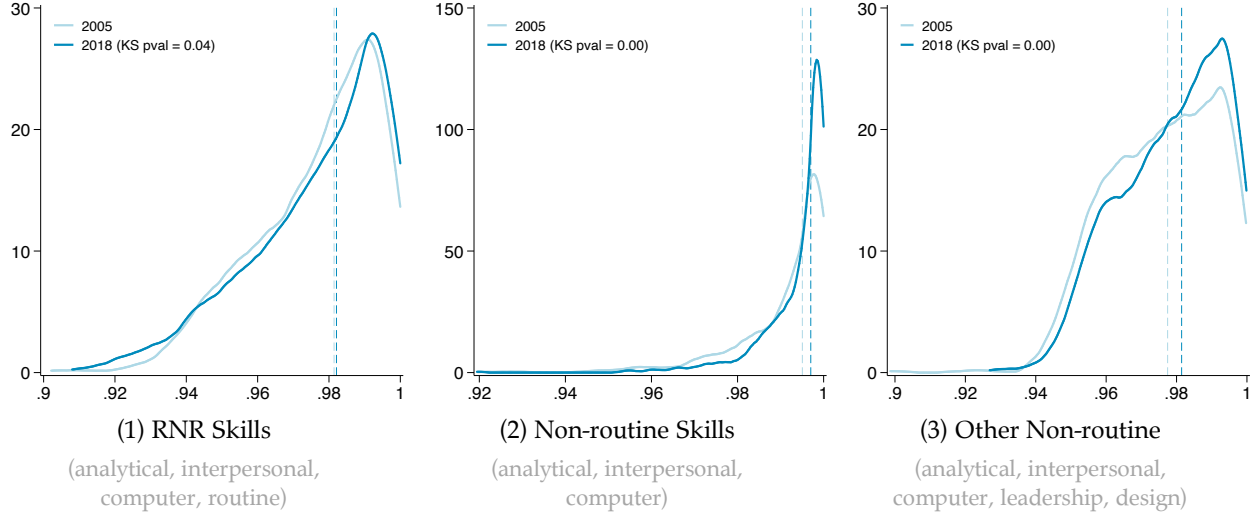 2005
2018 (KS pval = 0.04)
30
20
10
0
.9
.92
.94
.96
.98
1
(1) RNR Skills
(analytical, interpersonal,
computer, routine)
2005
2018 (KS pval = 0.00)
150
100
50
0
.92
.94
.96
.98
1
(2) Non-routine Skills
(analytical, interpersonal,
computer)
2005
2018 (KS pval = 0.00)
30
20
10
0
.9
.92
.94
.96
.98
1
(3) Other Non-routine
(analytical, interpersonal,
computer, leadership, design)